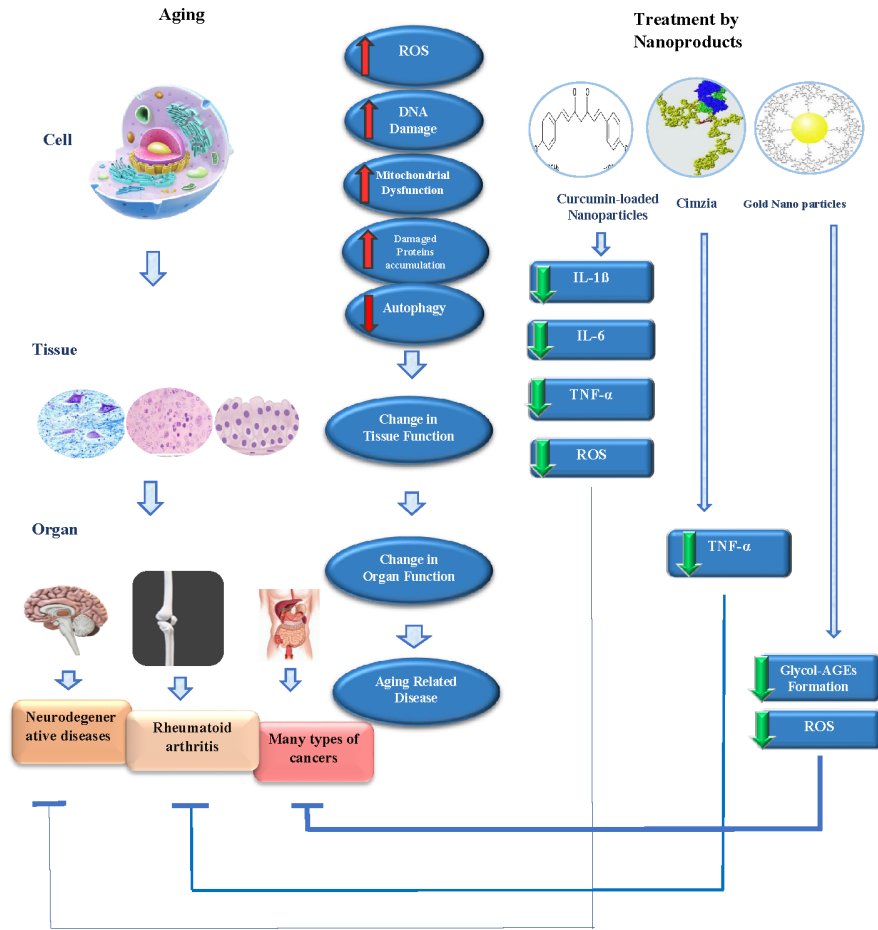 Aging
Treatment by
Nanoproducts
Cell
ROS
DNA
Damage
Mitochondrial
Dysfunction
Damaged
Proteins
accumulation
Autophagy
Curcumin-loaded
Nanoparticles
Cimzia
Gold Nano particles
IL-1ß
IL-6
TNF-α
ROS
Tissue
Change in
Tissue Function
Organ
Change in
Organ Function
TNF-α
Glycol-AGEs
Formation
ROS
Aging Related
Disease
Neurodegener
ative diseases
Rheumatoid
arthritis
Many types of
cancers